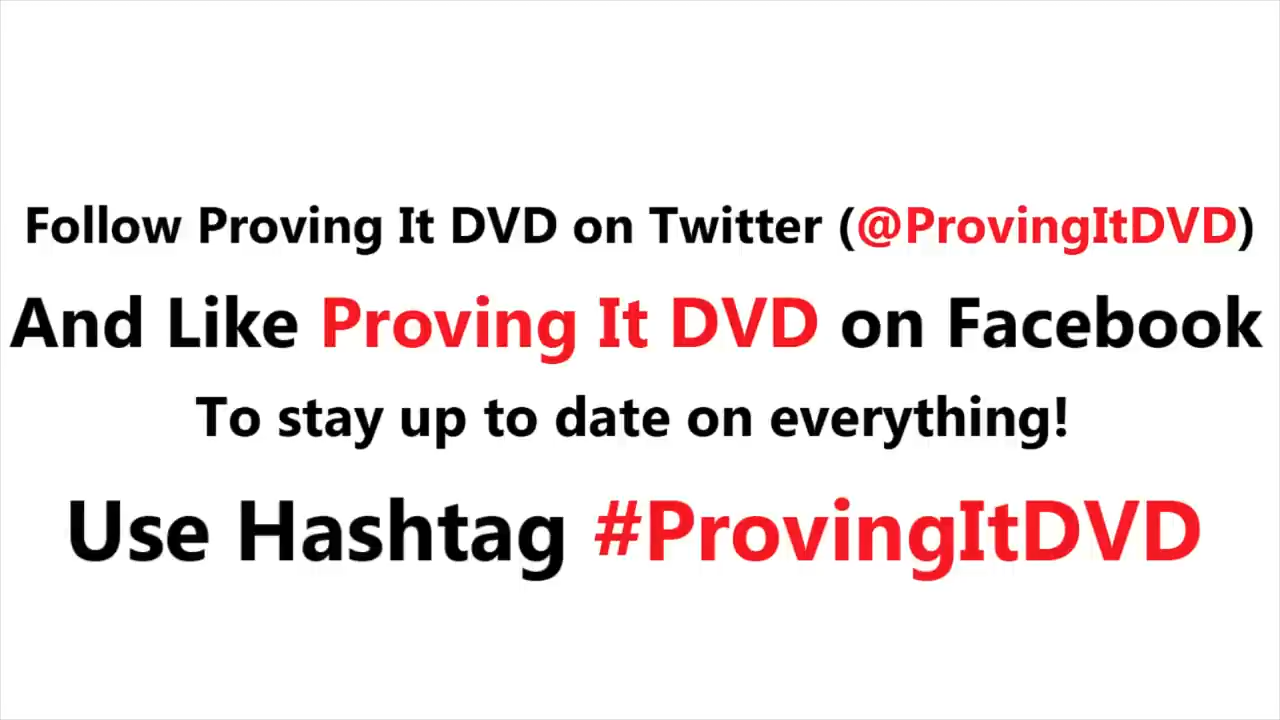 Follow Proving It DVD on Twitter (@ProvingItDVD)
And Like Proving It DVD on Facebook
To stay up to date on everything!
Use Hashtag #ProvingItDVD